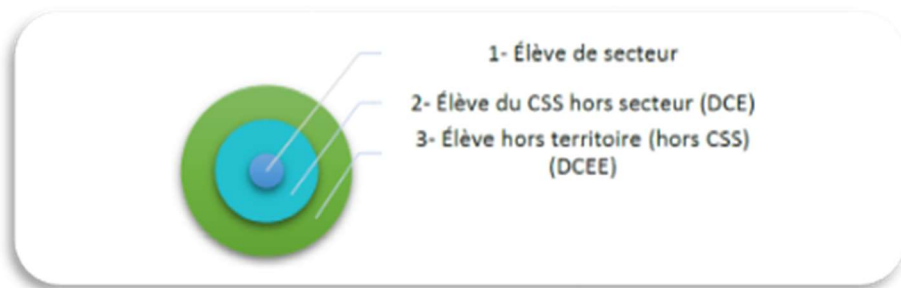 1- Élève de secteur
2- Élève du CSS hors secteur (DCE)
3- Élève hors territoire (hors CSS)
(DCEE)